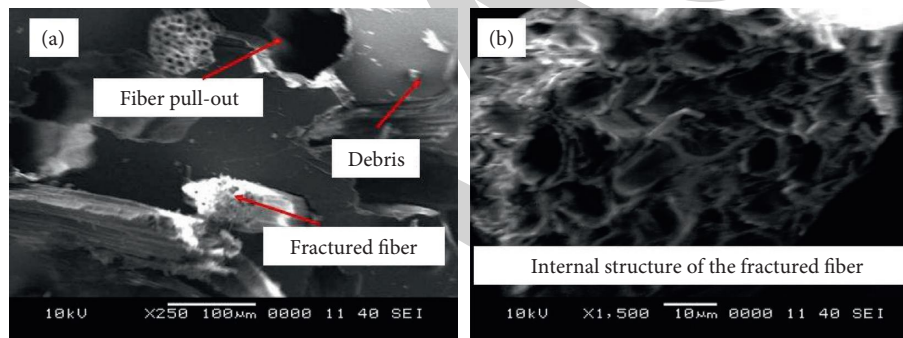 (a)
Fiber pull-out
Debris
Fractured fiber
10kV X250 100µm 0000 11 40 SEI
(b)
Internal structure of the fractured fiber
10kV X1,500 10µm 0000 11 40 SEI